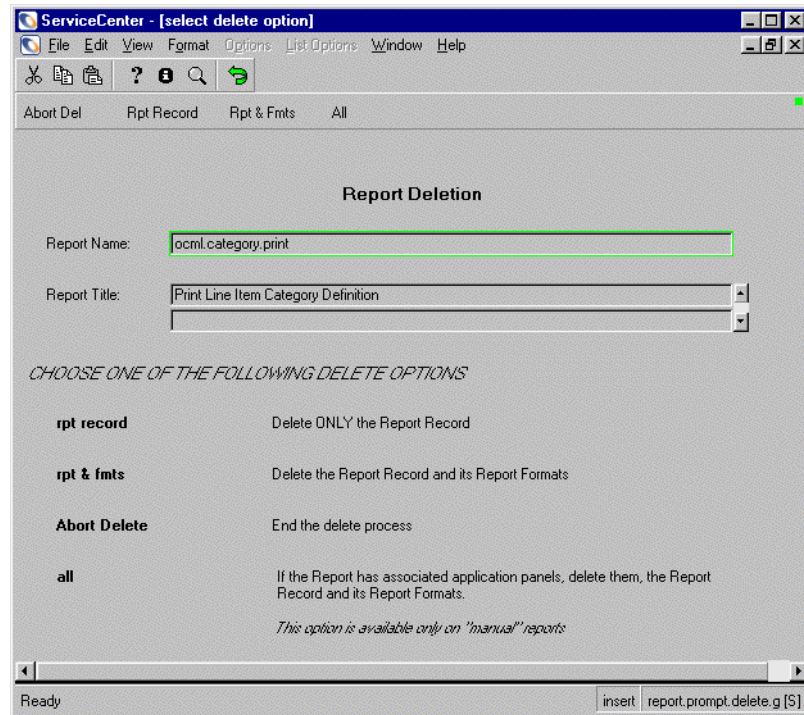 ServiceCenter - [select delete option]
File Edit View Format Options List Options Window Help
Abort Del Rpt Record Rpt & Fmts All
Report Deletion
Report Name: ocml.category.print
Report Title: Print Line Item Category Definition
CHOOSE ONE OF THE FOLLOWING DELETE OPTIONS
rpt record Delete ONLY the Report Record
rpt & fmts Delete the Report Record and its Report Formats
Abort Delete End the delete process
all If the Report has associated application panels, delete them, the Report
Record and its Report Formats.
This option is available only on "manual" reports
Ready insert report.prompt.delete.g [S]